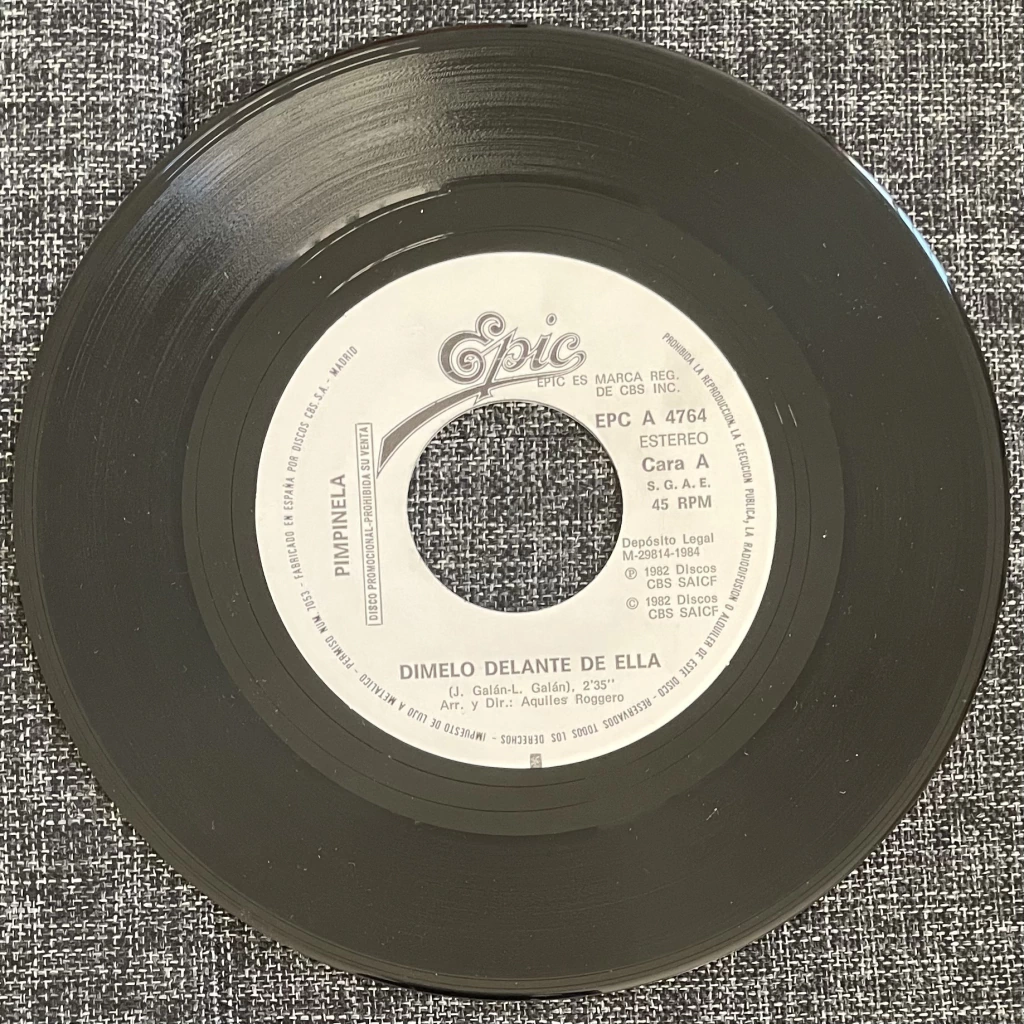 Epic
EPIC ES MARCA REG.
DE CBS INC.
EPC A 4764
ESTEREO
Cara A
S. G. A. E.
45 RPM
Depósito Legal
M-29814-1984
Ⓟ 1982 Discos
CBS SAICF
© 1982 Discos
CBS SAICF
PIMPINELA
DISCO PROMOCIONAL-PROHIBIDA SU VENTA
DIMELO DELANTE DE ELLA
(J. Galán-L. Galán). 2'35''
Arr. y Dir.: Aquiles Roggero
PROHIBIDA LA REPRODUCCION, LA EJECUCION PUBLICA, LA RADIODIFUSION O ALQUILER DE ESTE DISCO - RESERVADOS TODOS LOS DERECHOS - IMPUESTO DE LUJO A METALICO - PERMISO NUM. 7053 - FABRICADO EN ESPAÑA POR DISCOS CBS. S.A. - MADRID